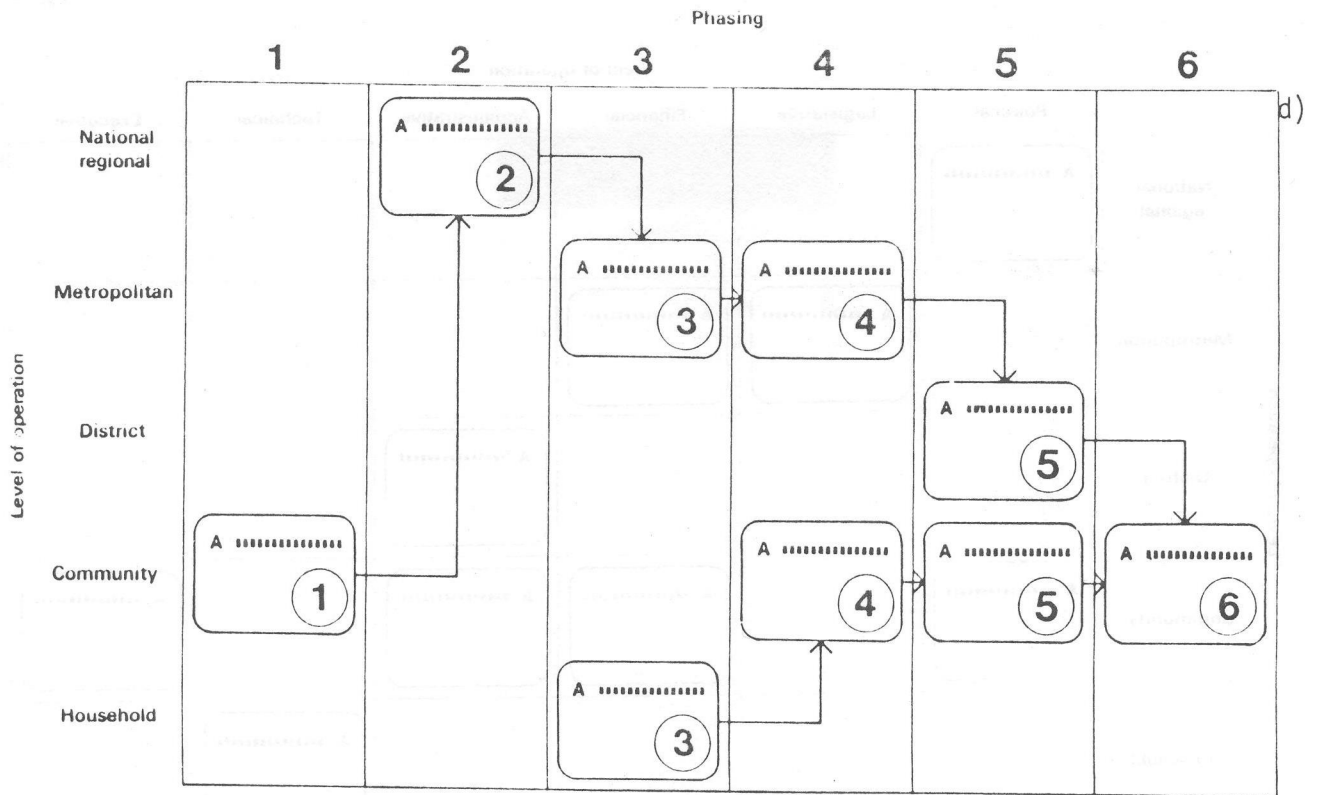 Phasing
1 2 3 4 5 6
d)
National
regional
A
2
Metropolitan
A
3
A
4
Level of operation
District
A
5
Community
A
1
A
4
A
5
A
6
Household
A
3